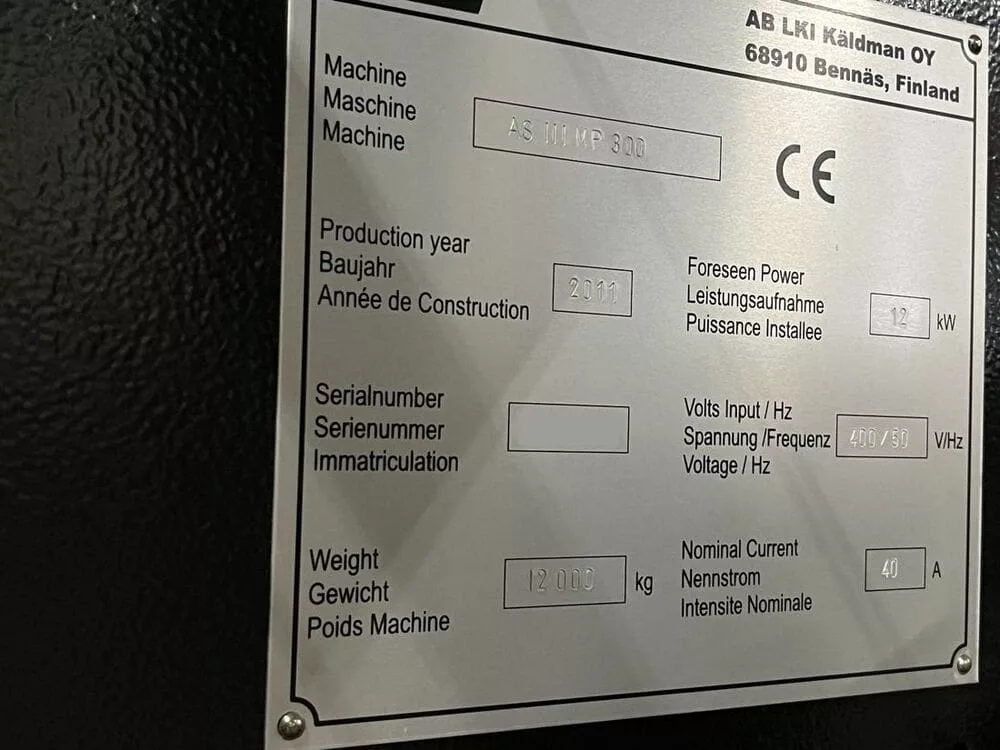 AB LKI Käldman OY
68910 Bennäs, Finland
Machine
Maschine
Machine
AS III MP 300
Production year
Baujahr
Année de Construction
2011
Foreseen Power
Leistungsaufnahme
Puissance Installee
12 kW
Serialnumber
Serienummer
Immatriculation
Volts Input / Hz
Spannung /Frequenz
Voltage / Hz
400/50 V/Hz
Weight
Gewicht
Poids Machine
12 000 kg
Nominal Current
Nennstrom
Intensite Nominale
40 A